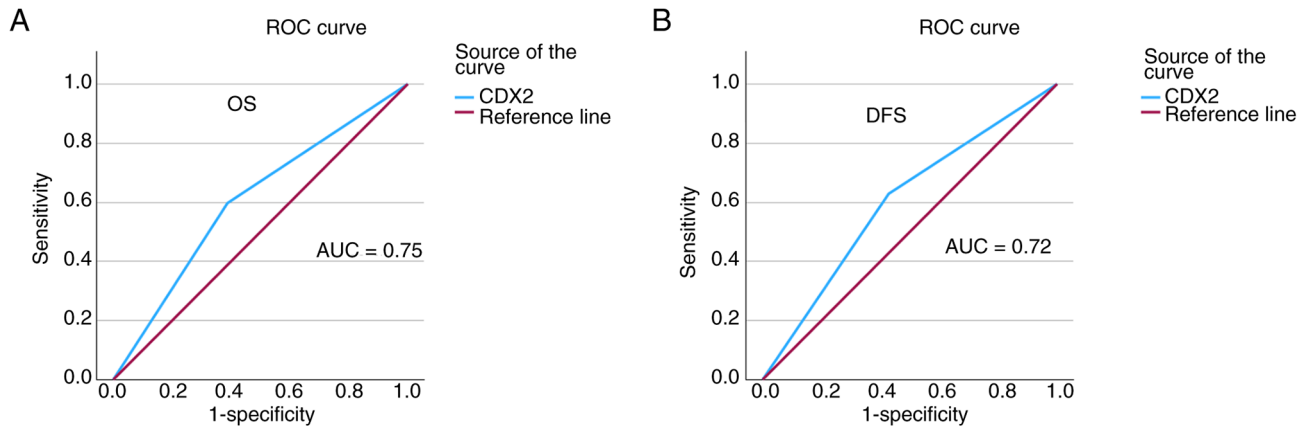 A
ROC curve
Source of the
curve
CDX2
Reference line
OS
AUC = 0.75
Sensitivity
1.0
0.8
0.6
0.4
0.2
0.0
0.0 0.2 0.4 0.6 0.8 1.0
1-specificity
B
ROC curve
Source of the
curve
CDX2
Reference line
DFS
AUC = 0.72
Sensitivity
1.0
0.8
0.6
0.4
0.2
0.0
0.0 0.2 0.4 0.6 0.8 1.0
1-specificity